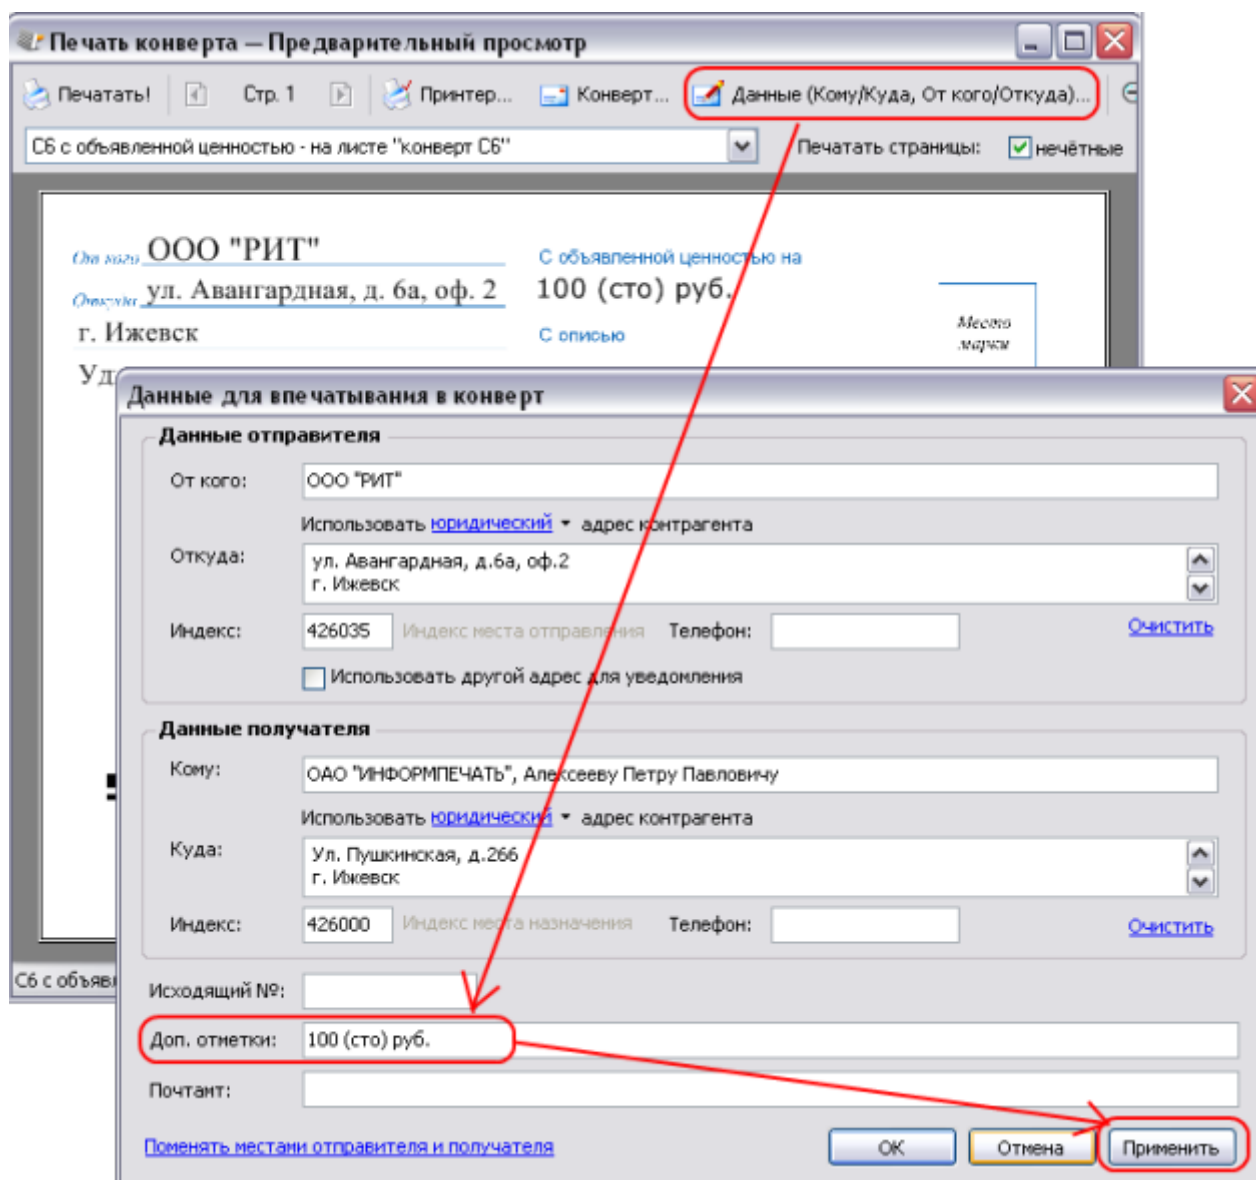 Печать конверта — Предварительный просмотр
Печатать! Стр. 1 Принтер... Конверт... Данные (Кому/Куда, От кого/Откуда)...
С6 с объявленной ценностью - на листе "конверт С6" Печатать страницы: нечётные
От кого ООО "РИТ" С объявленной ценностью на
Откуда ул. Авангардная, д. 6а, оф. 2 100 (сто) руб.
г. Ижевск С описью
Место
марки
Уд
Данные для впечатывания в конверт
Данные отправителя
От кого: ООО "РИТ"
Использовать юридический адрес контрагента
Откуда: ул. Авангардная, д.6а, оф.2
г. Ижевск
Индекс: 426035 Индекс места отправления Телефон: Очистить
Использовать другой адрес для уведомления
Данные получателя
Кому: ОАО "ИНФОРМПЕЧАТЬ", Алексееву Петру Павловичу
Использовать юридический адрес контрагента
Куда: Ул. Пушкинская, д.266
г. Ижевск
Индекс: 426000 Индекс места назначения Телефон: Очистить
С6 с объявл
Исходящий №:
Доп. отметки: 100 (сто) руб.
Почтамт:
Поменять местами отправителя и получателя ОК Отмена Применить